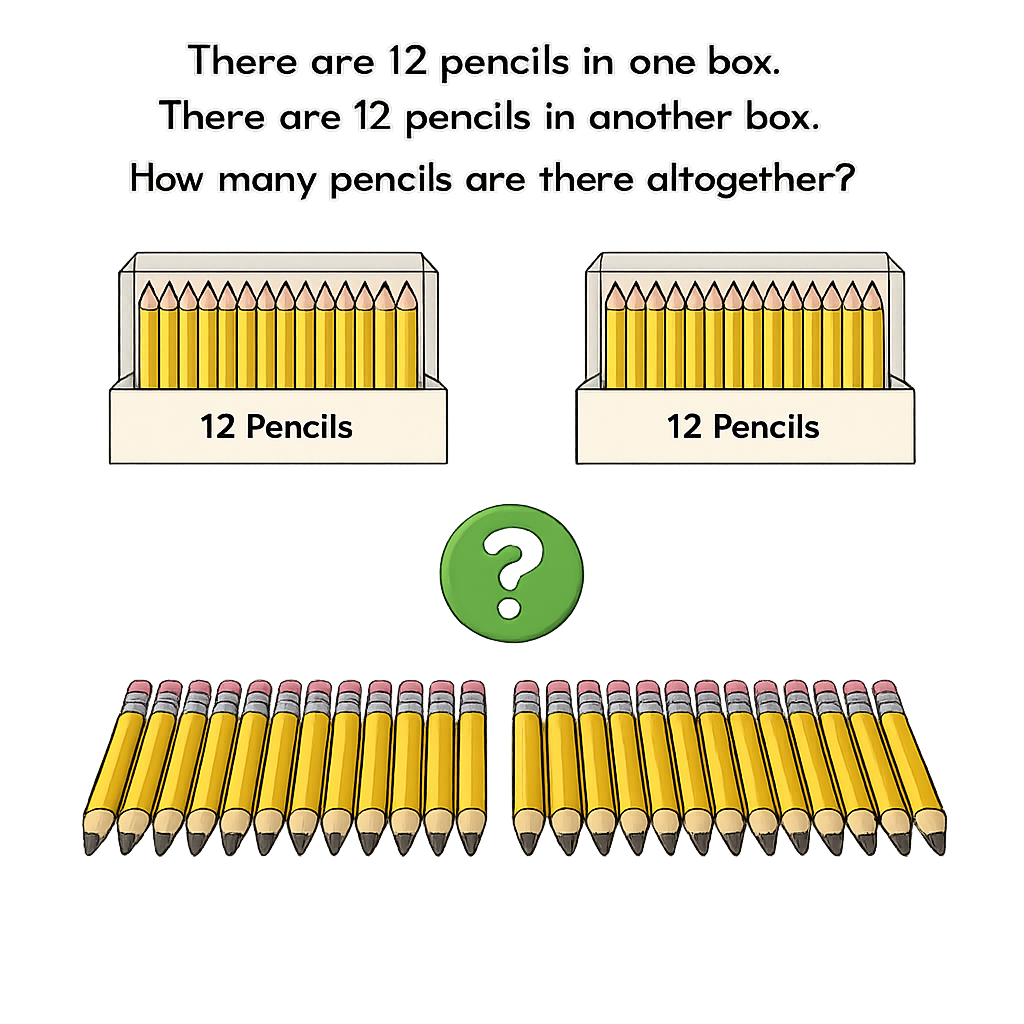 There are 12 pencils in one box.
There are 12 pencils in another box.
How many pencils are there altogether?
12 Pencils
12 Pencils
?